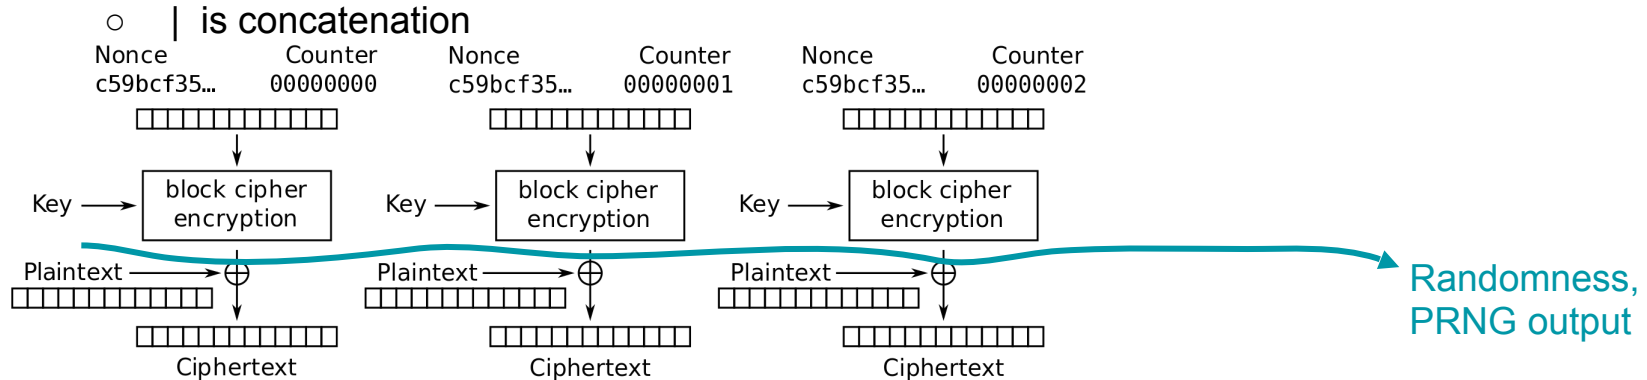 ○ | is concatenation
Nonce Counter Nonce Counter Nonce Counter
c59bcf35… 00000000 c59bcf35… 00000001 c59bcf35… 00000002
block cipher block cipher block cipher
Key encryption Key encryption Key encryption
Plaintext Plaintext Plaintext
Randomness,
PRNG output
Ciphertext Ciphertext Ciphertext